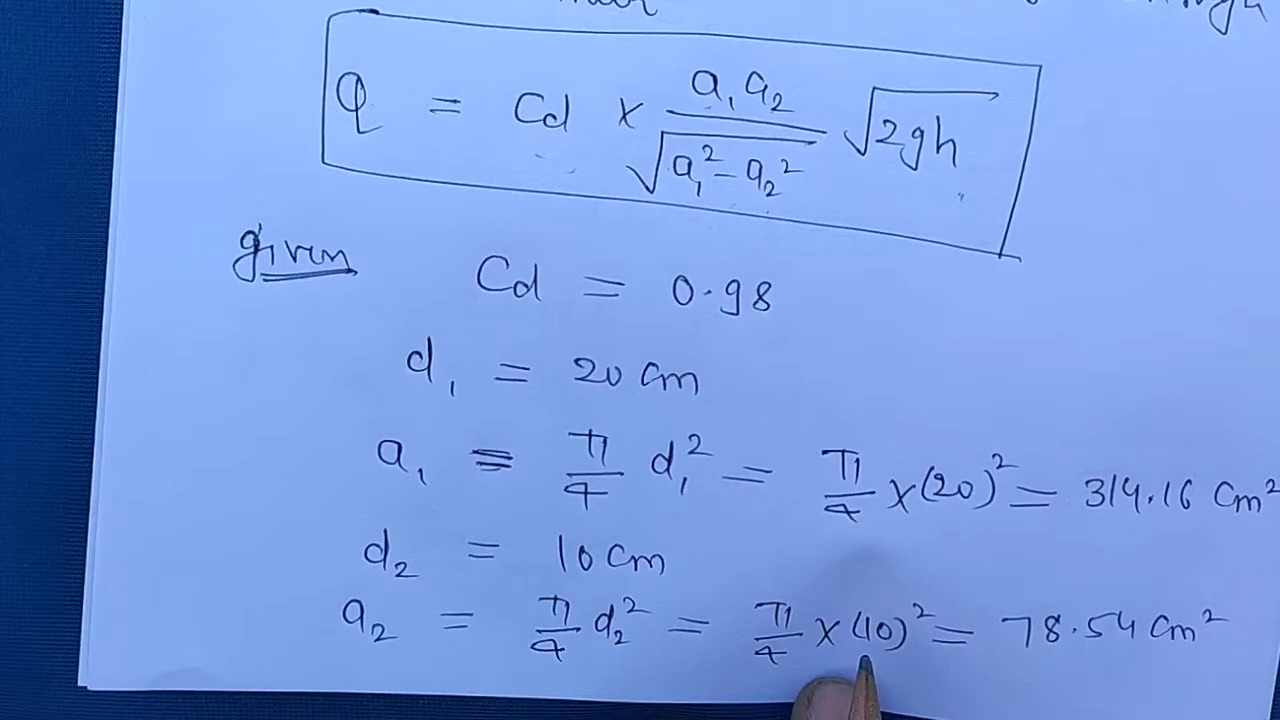 Q = Cd × a₁a₂ / √(a₁² - a₂²) √2gh
given Cd = 0.98
d₁ = 20 cm
a₁ = π/4 d₁² = π/4 × (20)² = 314.16 cm²
d₂ = 10 cm
a₂ = π/4 d₂² = π/4 × (10)² = 78.54 cm²